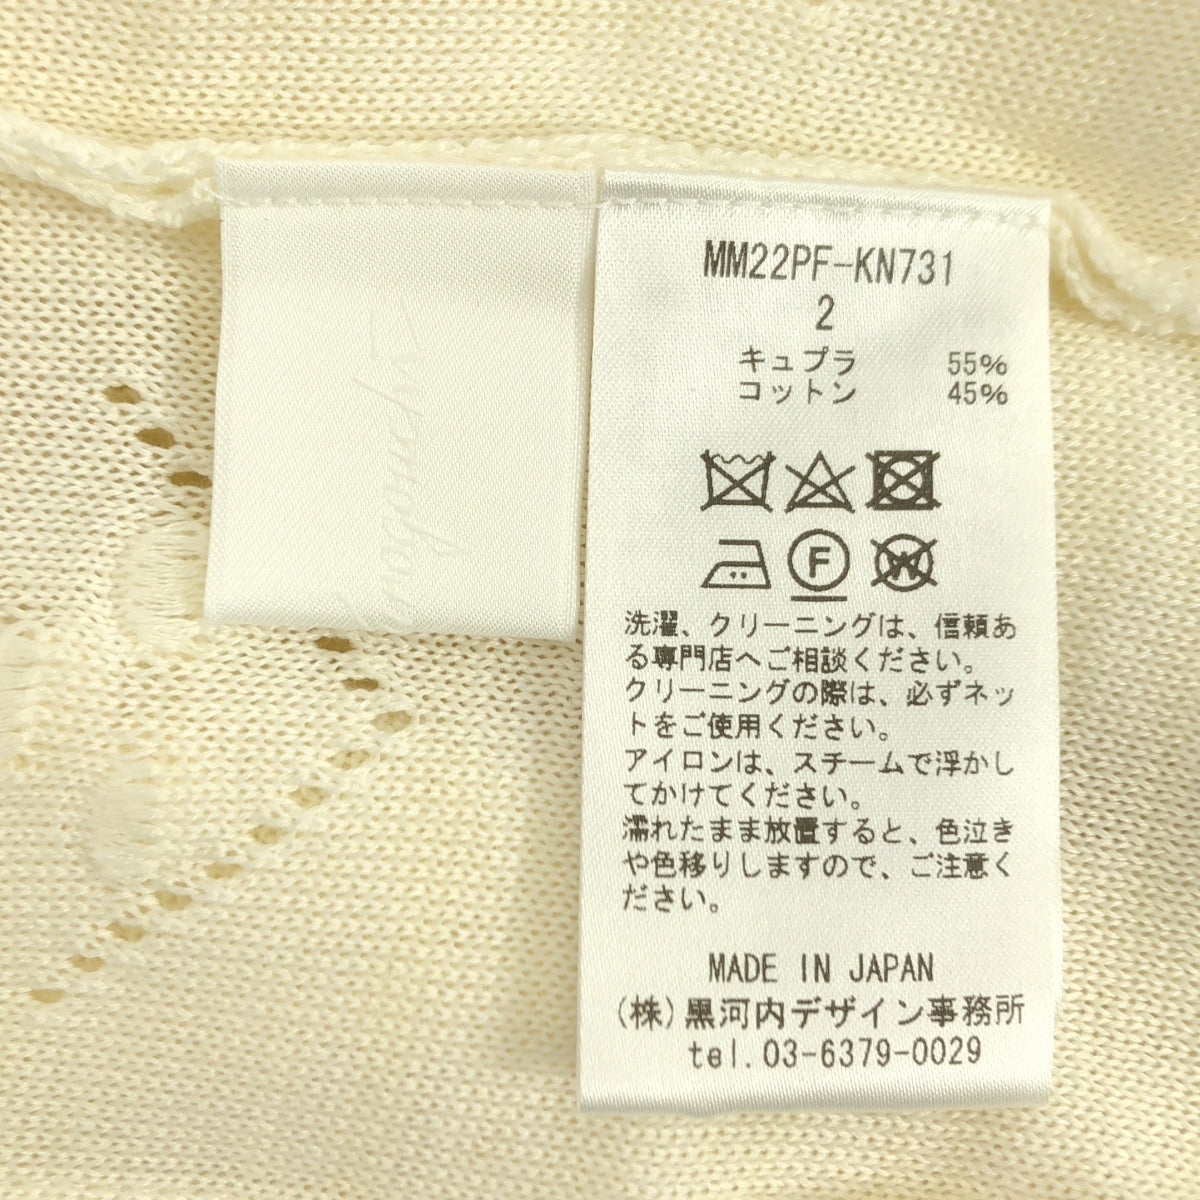 MM22PF-KN731
2
キュプラ 55%
コットン 45%
F
W
洗濯、クリーニングは、信頼あ
る専門店へご相談ください。
クリーニングの際は、必ずネッ
トをご使用ください。
アイロンは、スチームで浮かし
てかけてください。
濡れたまま放置すると、色泣き
や色移りしますので、ご注意く
ださい。
MADE IN JAPAN
(株)黒河内デザイン事務所
tel.03-6379-0029